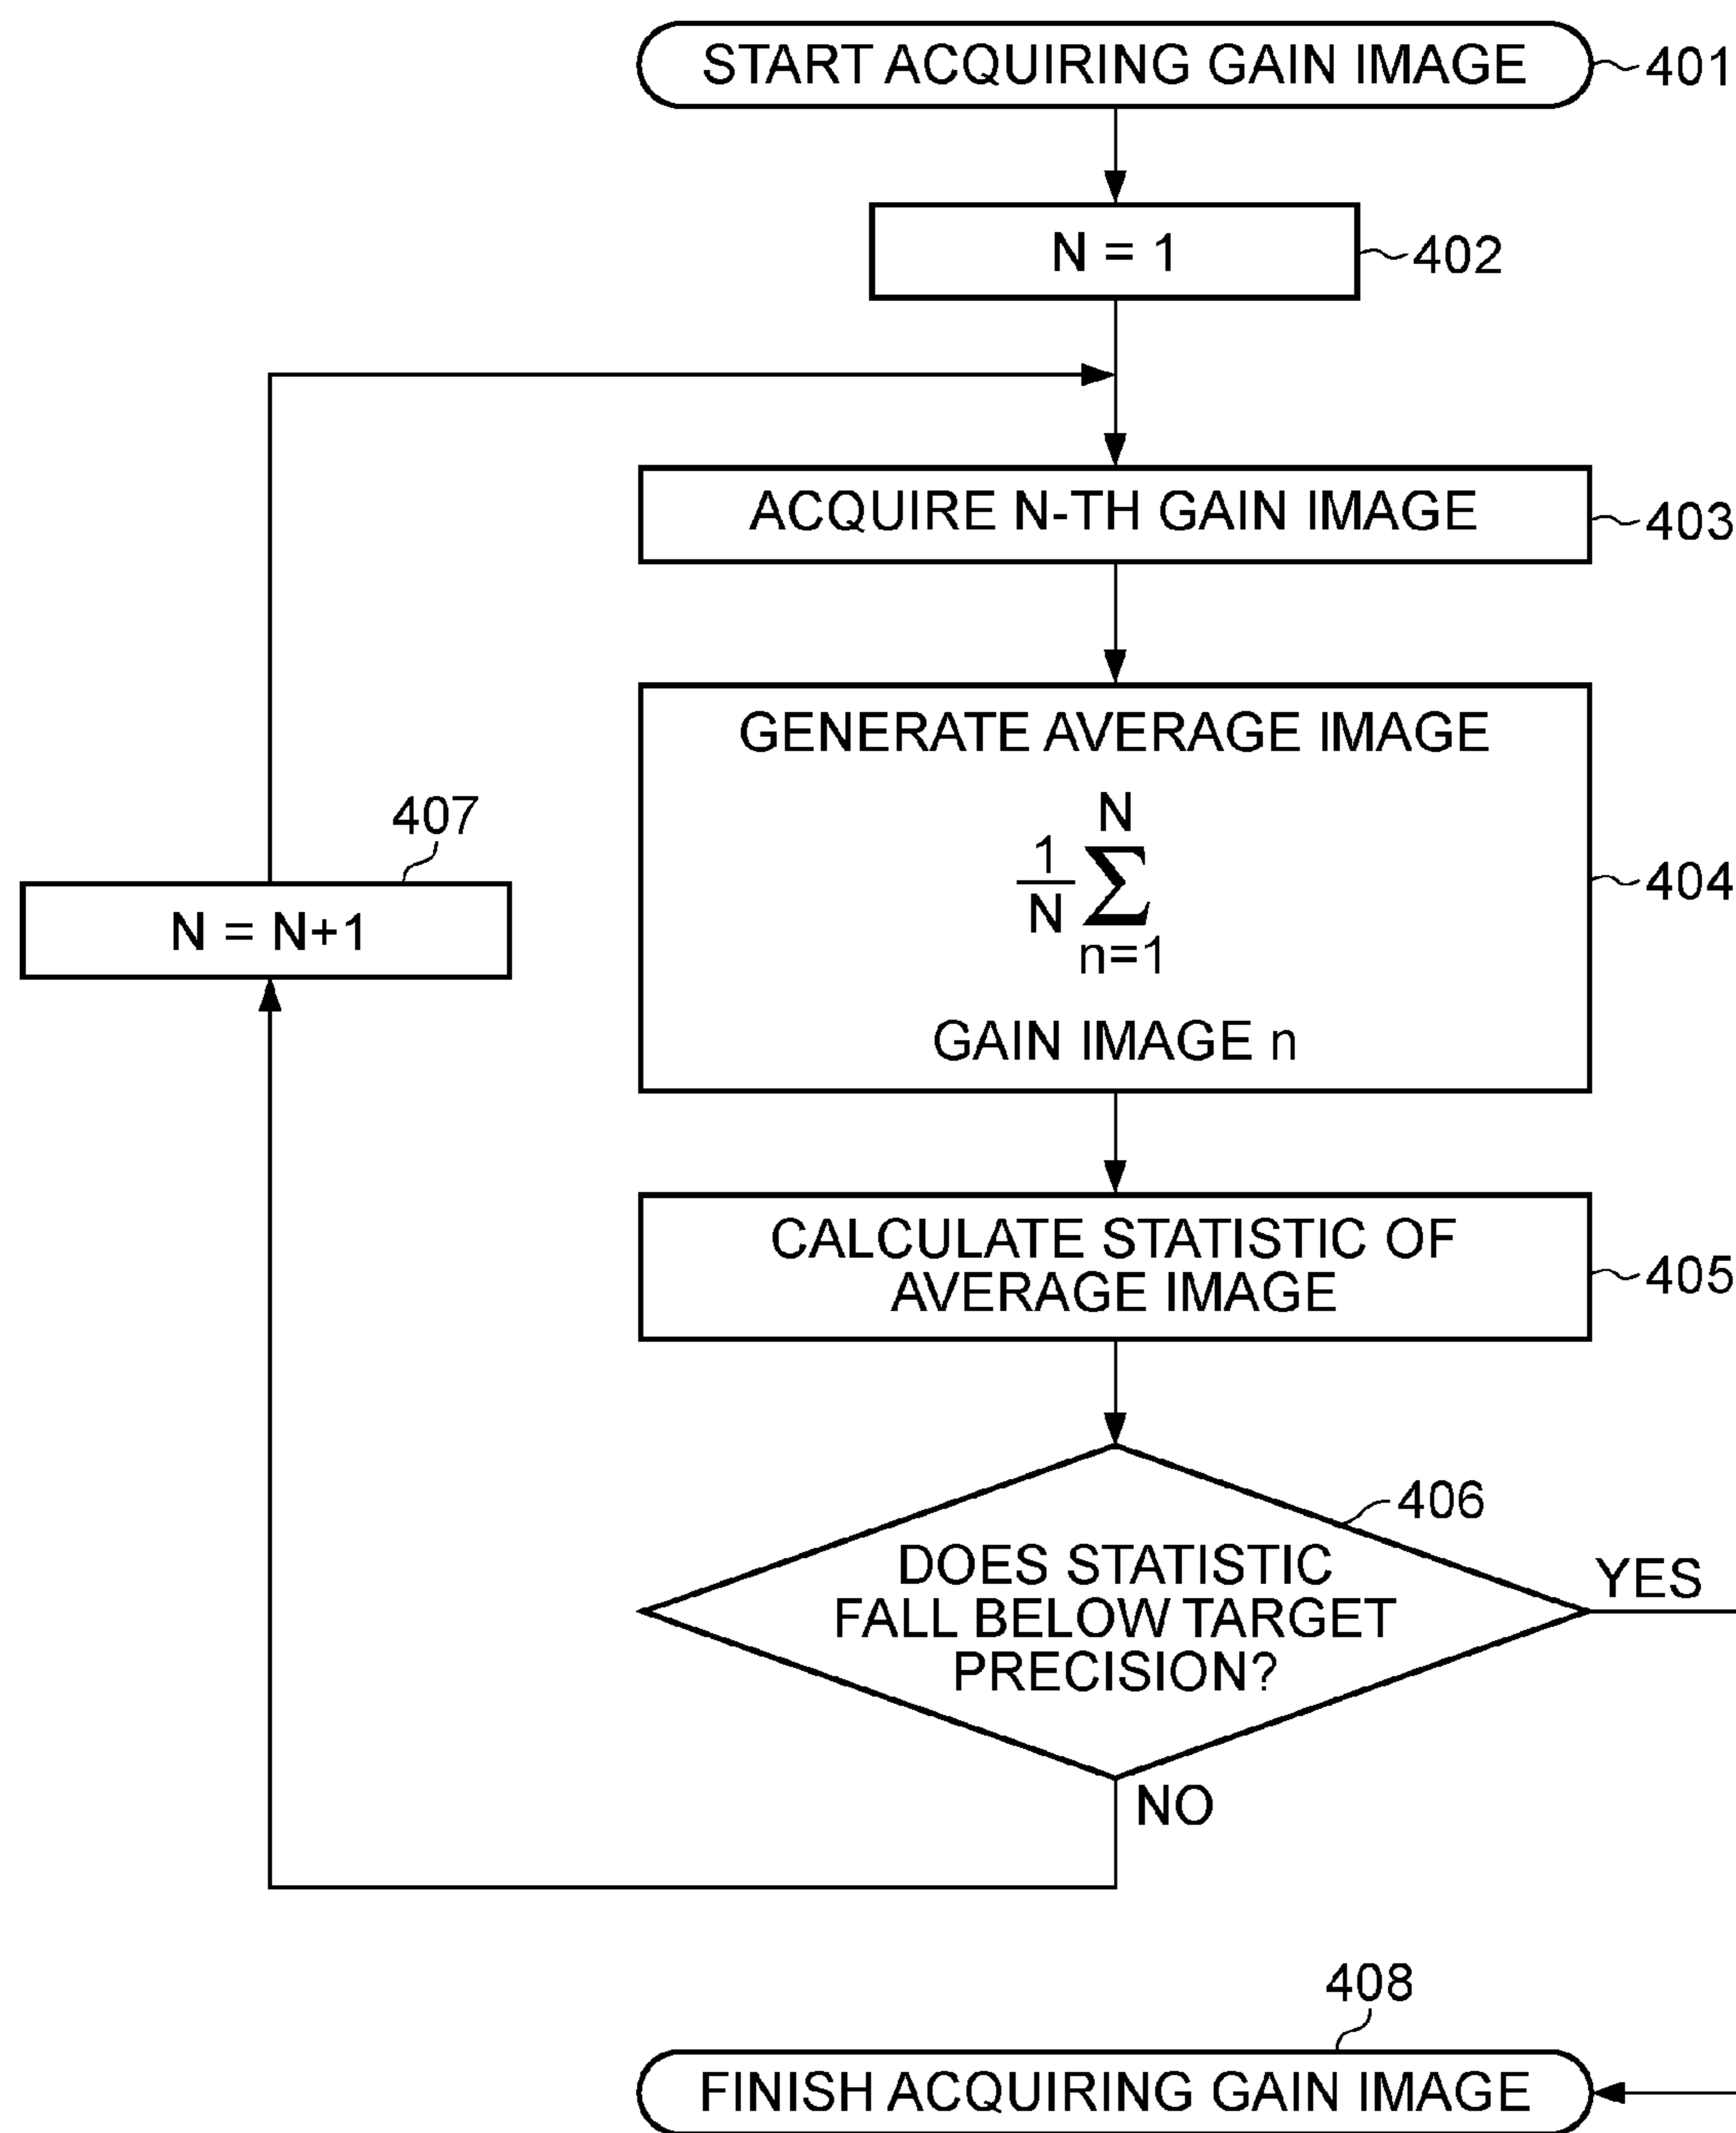 START ACQUIRING GAIN IMAGE
401
N = 1
402
ACQUIRE N-TH GAIN IMAGE
403
GENERATE AVERAGE IMAGE
N
1
N
∑
n=1
GAIN IMAGE n
404
407
N = N+1
CALCULATE STATISTIC OF
AVERAGE IMAGE
405
406
DOES STATISTIC
FALL BELOW TARGET
PRECISION?
YES
NO
408
FINISH ACQUIRING GAIN IMAGE